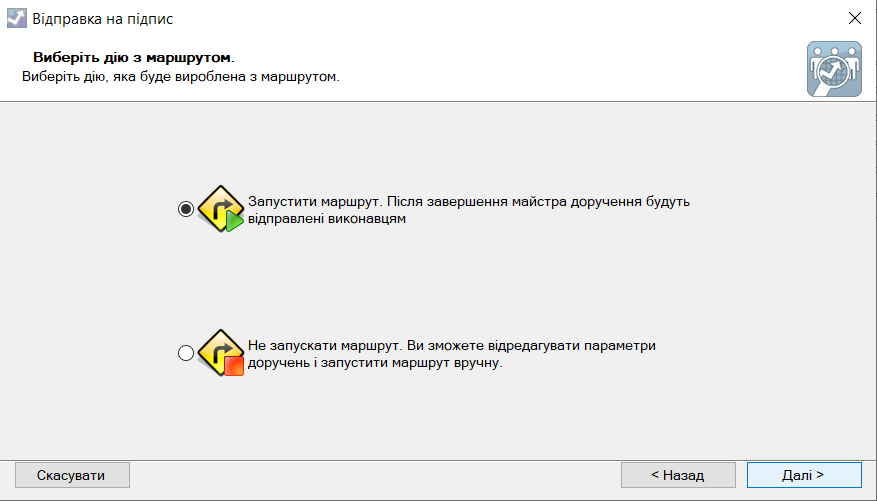 Відправка на підпис
Виберіть дію з маршрутом.
Виберіть дію, яка буде вироблена з маршрутом.
Запустити маршрут. Після завершення майстра доручення будуть
відправлені виконавцям
Не запускати маршрут. Ви зможете відредагувати параметри
доручень і запустити маршрут вручну.
Скасувати
< Назад
Далі >